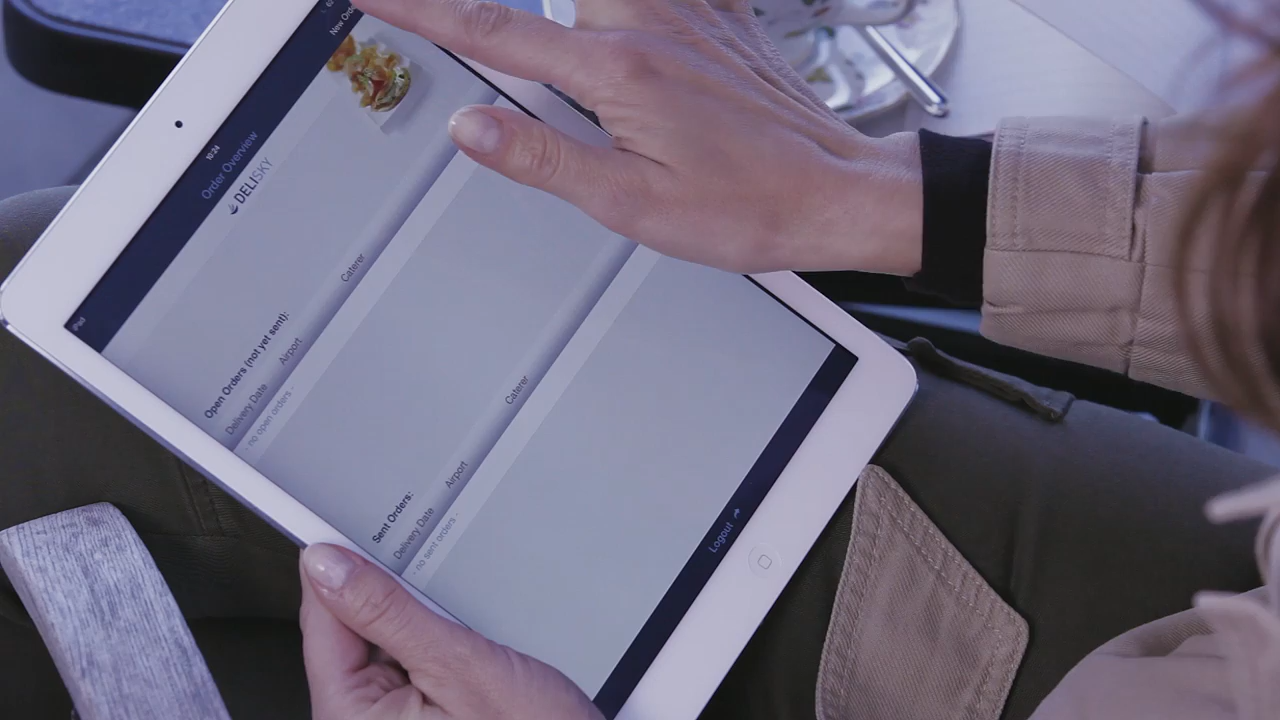 iPad
10:24
Order Overview
New Or
DELISKY
Open Orders (not yet sent):
Delivery Date Airport Caterer
- no open orders -
Sent Orders:
Delivery Date Airport Caterer
- no sent orders -
Logout